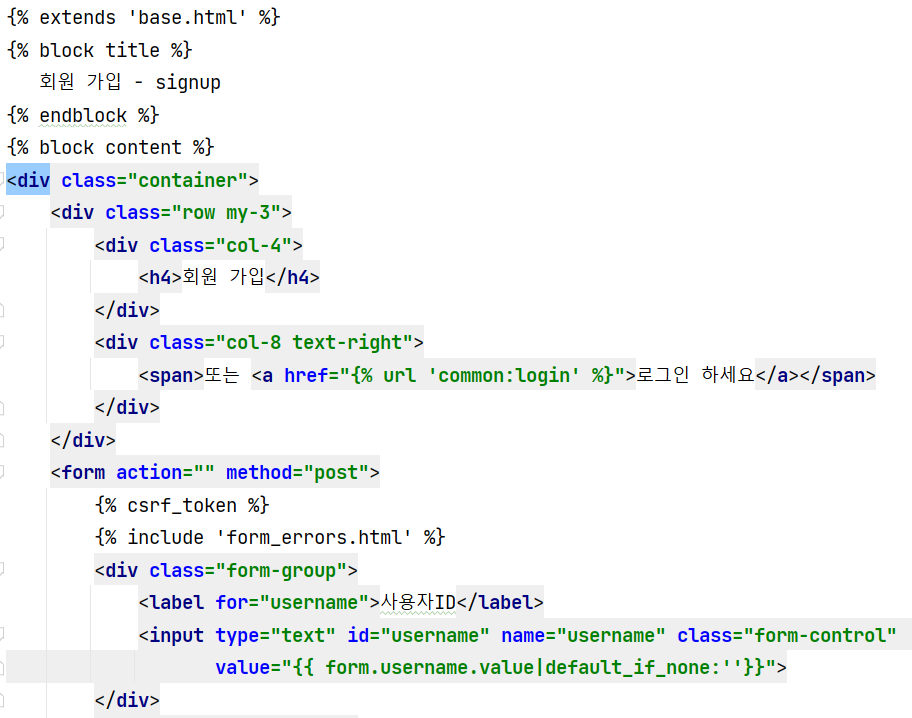 {% extends 'base.html' %}
{% block title %}
회원 가입 - signup
{% endblock %}
{% block content %}
<div class="container">
<div class="row my-3">
<div class="col-4">
<h4>회원 가입</h4>
</div>
<div class="col-8 text-right">
<span>또는 <a href="{% url 'common:login' %}">로그인 하세요</a></span>
</div>
</div>
<form action="" method="post">
{% csrf_token %}
{% include 'form_errors.html' %}
<div class="form-group">
<label for="username">사용자ID</label>
<input type="text" id="username" name="username" class="form-control"
value="{{ form.username.value|default_if_none:''}}">
</div>